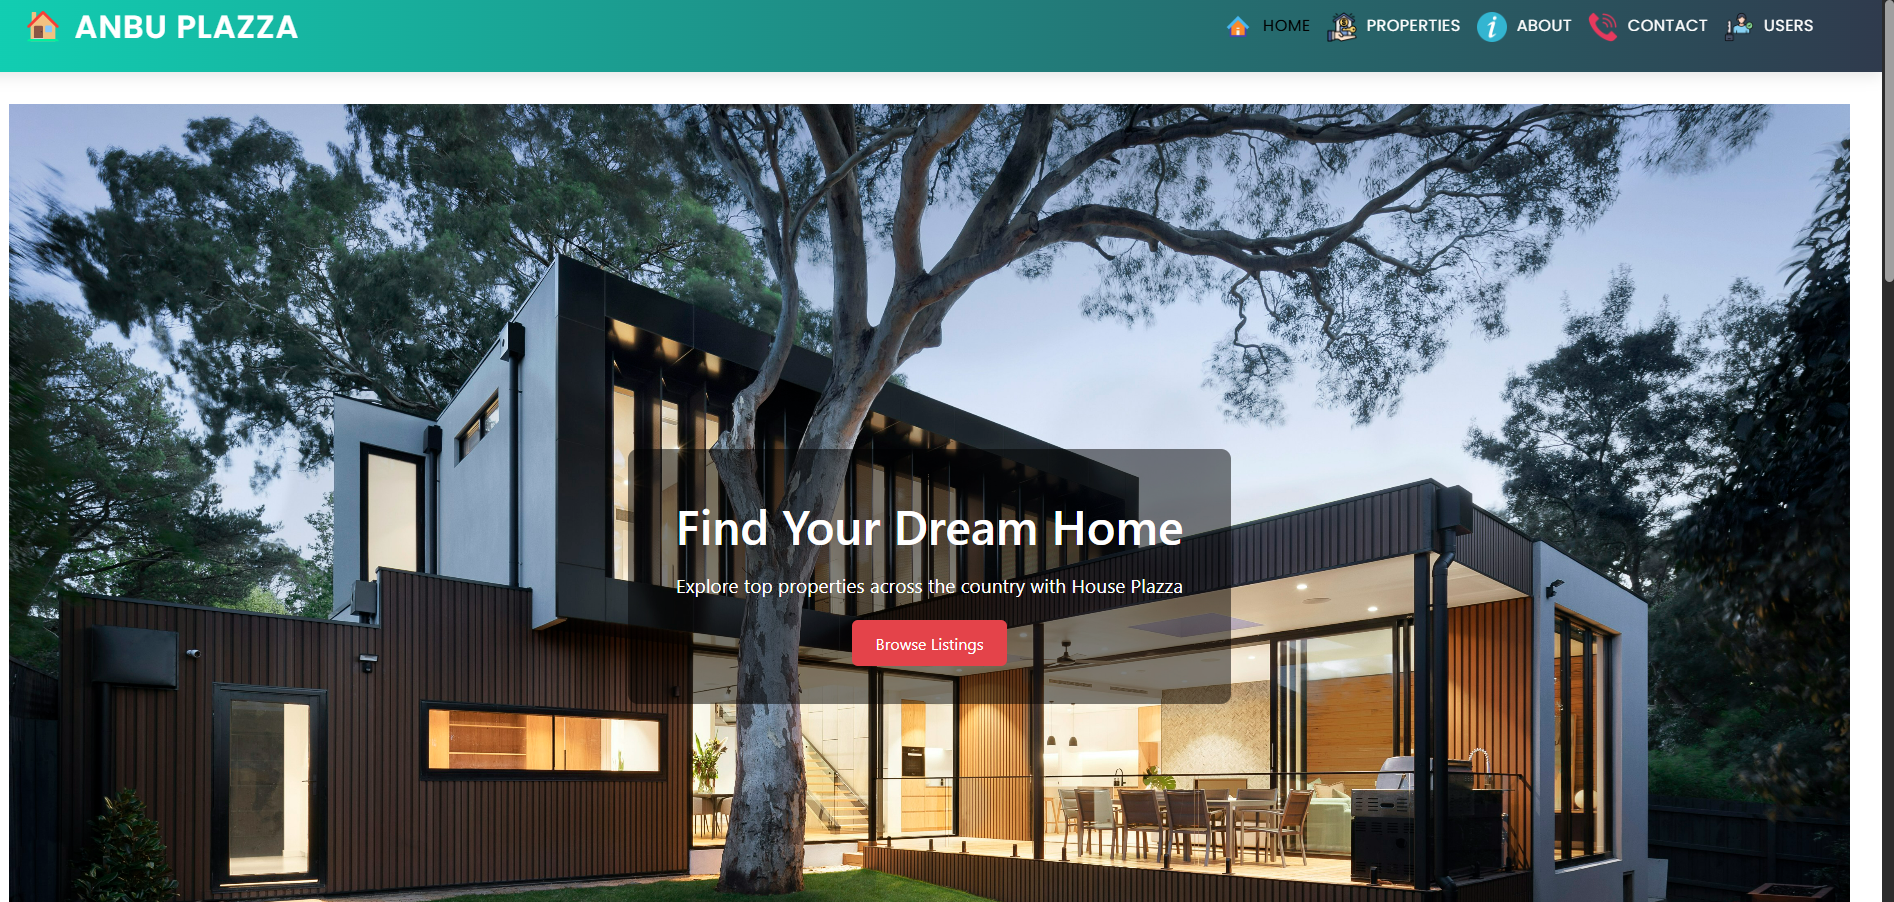 ANBU PLAZZA
HOME PROPERTIES ABOUT CONTACT USERS
Find Your Dream Home
Explore top properties across the country with House Plazza
Browse Listings